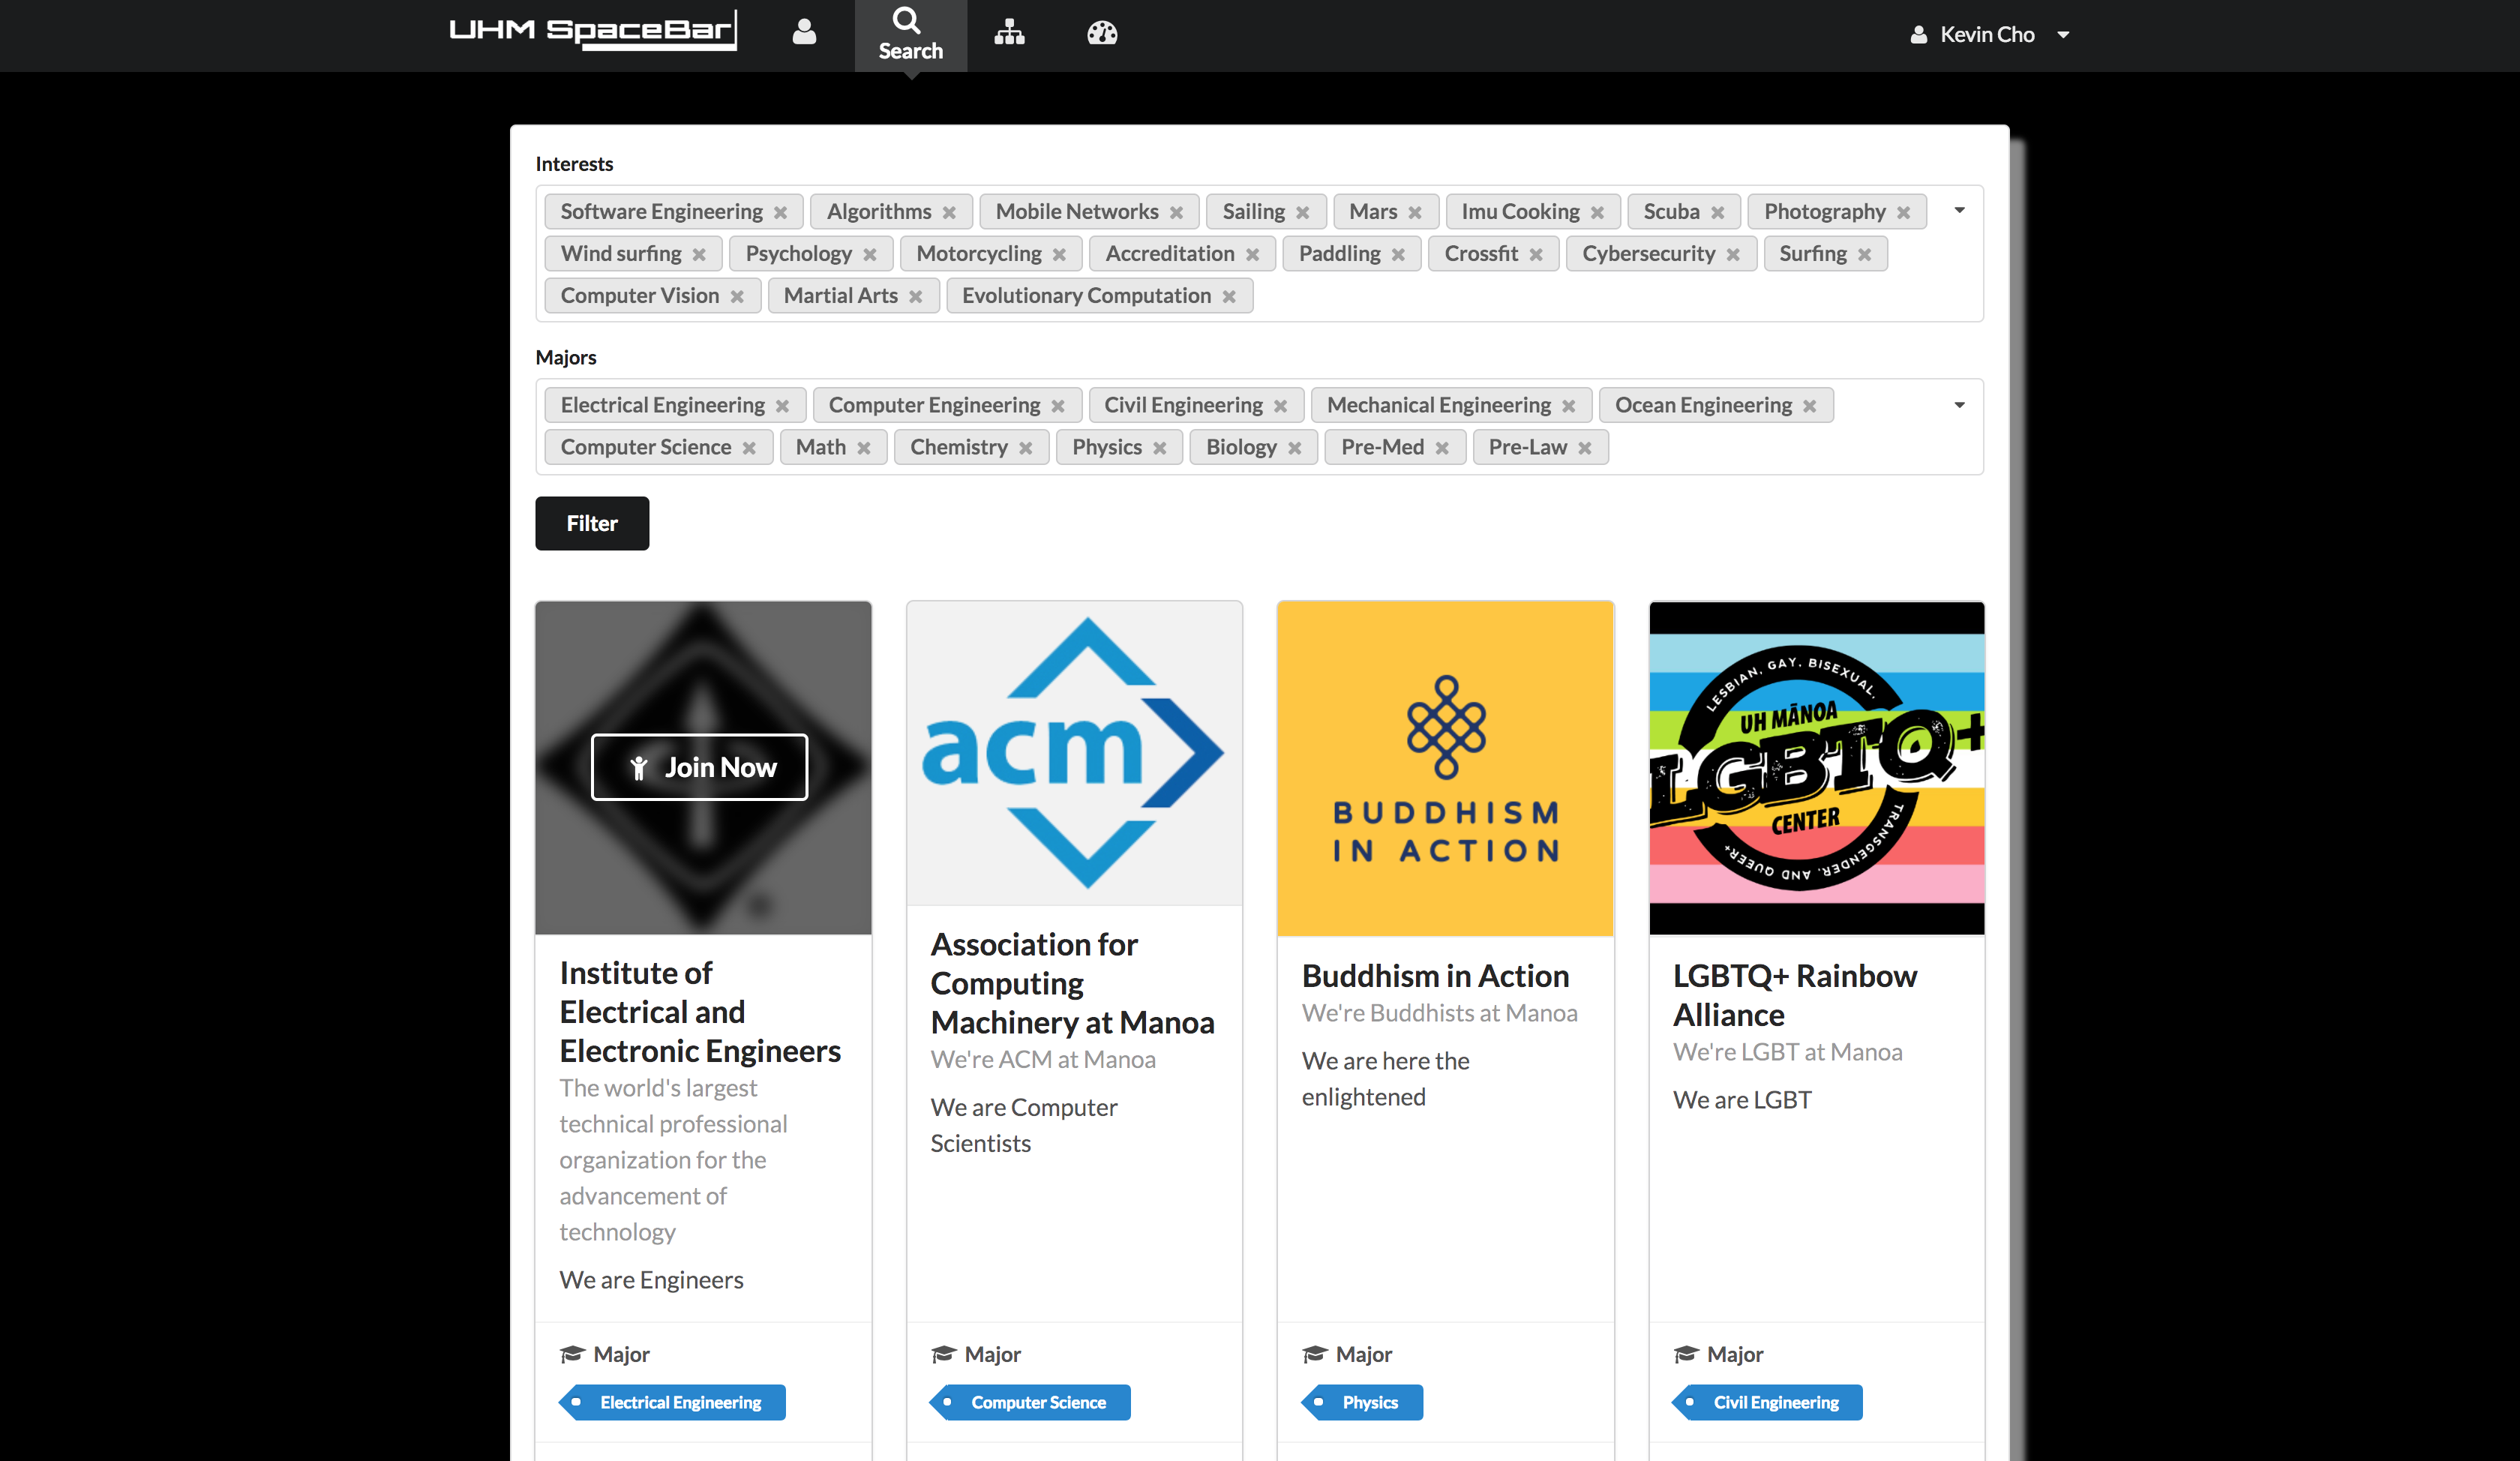 UHM SpaceBar
Search
Kevin Cho
Interests
Software Engineering Algorithms Mobile Networks Sailing Mars Imu Cooking Scuba Photography
Wind surfing Psychology Motorcycling Accreditation Paddling Crossfit Cybersecurity Surfing
Computer Vision Martial Arts Evolutionary Computation
Majors
Electrical Engineering Computer Engineering Civil Engineering Mechanical Engineering Ocean Engineering
Computer Science Math Chemistry Physics Biology Pre-Med Pre-Law
Filter
Join Now
Institute of
Electrical and
Electronic Engineers
The world's largest
technical professional
organization for the
advancement of
technology
We are Engineers
Major
Electrical Engineering
acm
Association for
Computing
Machinery at Manoa
We're ACM at Manoa
We are Computer
Scientists
Major
Computer Science
BUDDHISM
IN ACTION
Buddhism in Action
We're Buddhists at Manoa
We are here the
enlightened
Major
Physics
LESBIAN, GAY, BISEXUAL,
UH MĀNOA
LGBTQ+
CENTER
TRANSGENDER, AND QUEER+
LGBTQ+ Rainbow
Alliance
We're LGBT at Manoa
We are LGBT
Major
Civil Engineering